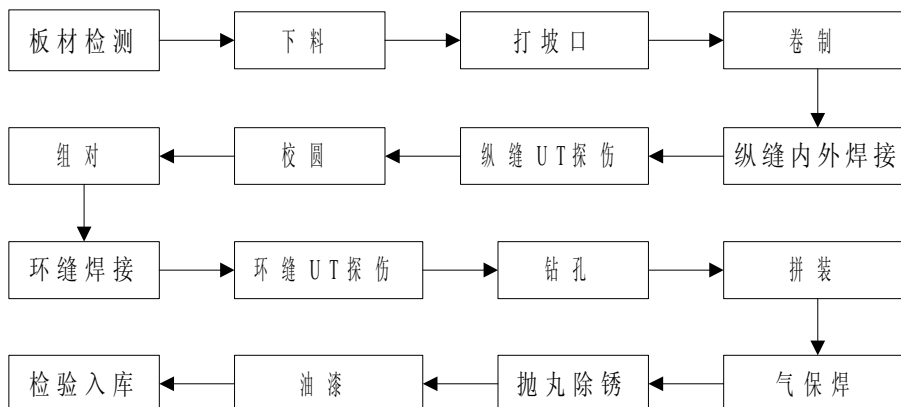 板材检测
下料
打坡口
卷制
组对
校圆
纵缝UT探伤
纵缝内外焊接
环缝焊接
环缝UT探伤
钻孔
拼装
检验入库
油漆
抛丸除锈
气保焊